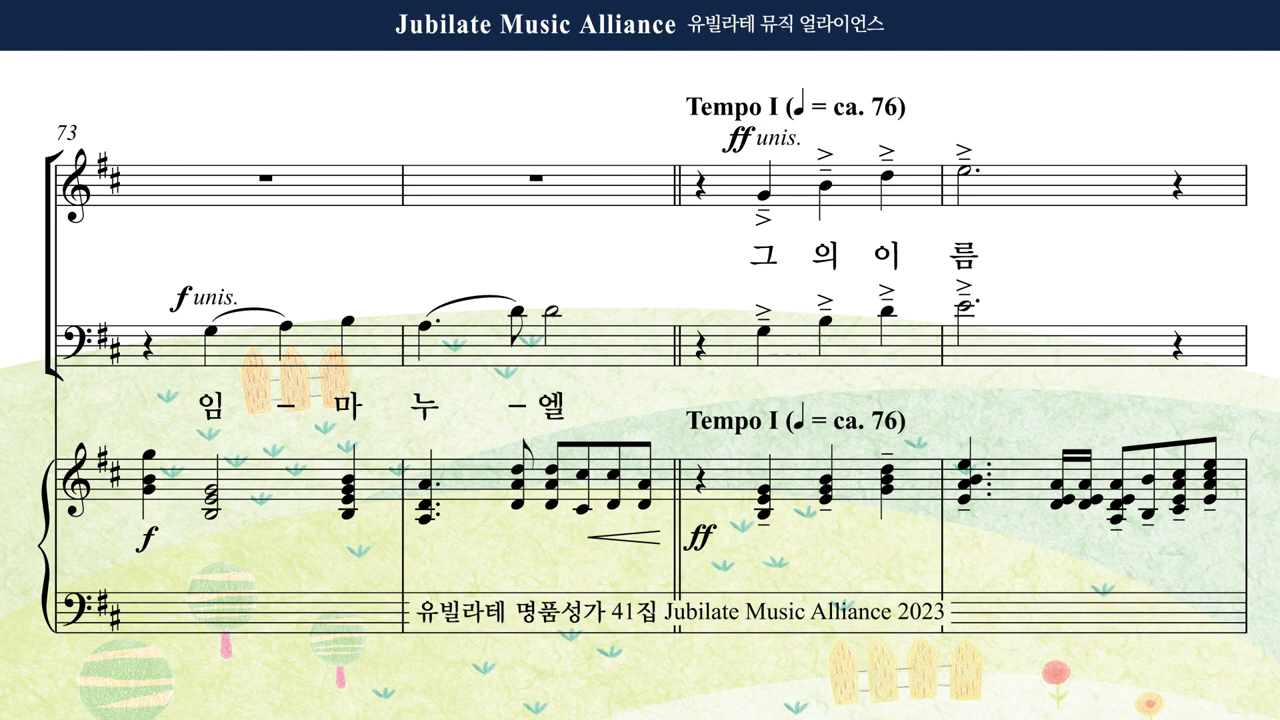 Jubilate Music Alliance 유빌라테 뮤직 얼라이언스
Tempo I (♩ = ca. 76)
73
ff unis.
그 의 이 름
f unis.
임 – 마 누 – 엘
Tempo I (♩ = ca. 76)
f
ff
유빌라테 명품성가 41집 Jubilate Music Alliance 2023